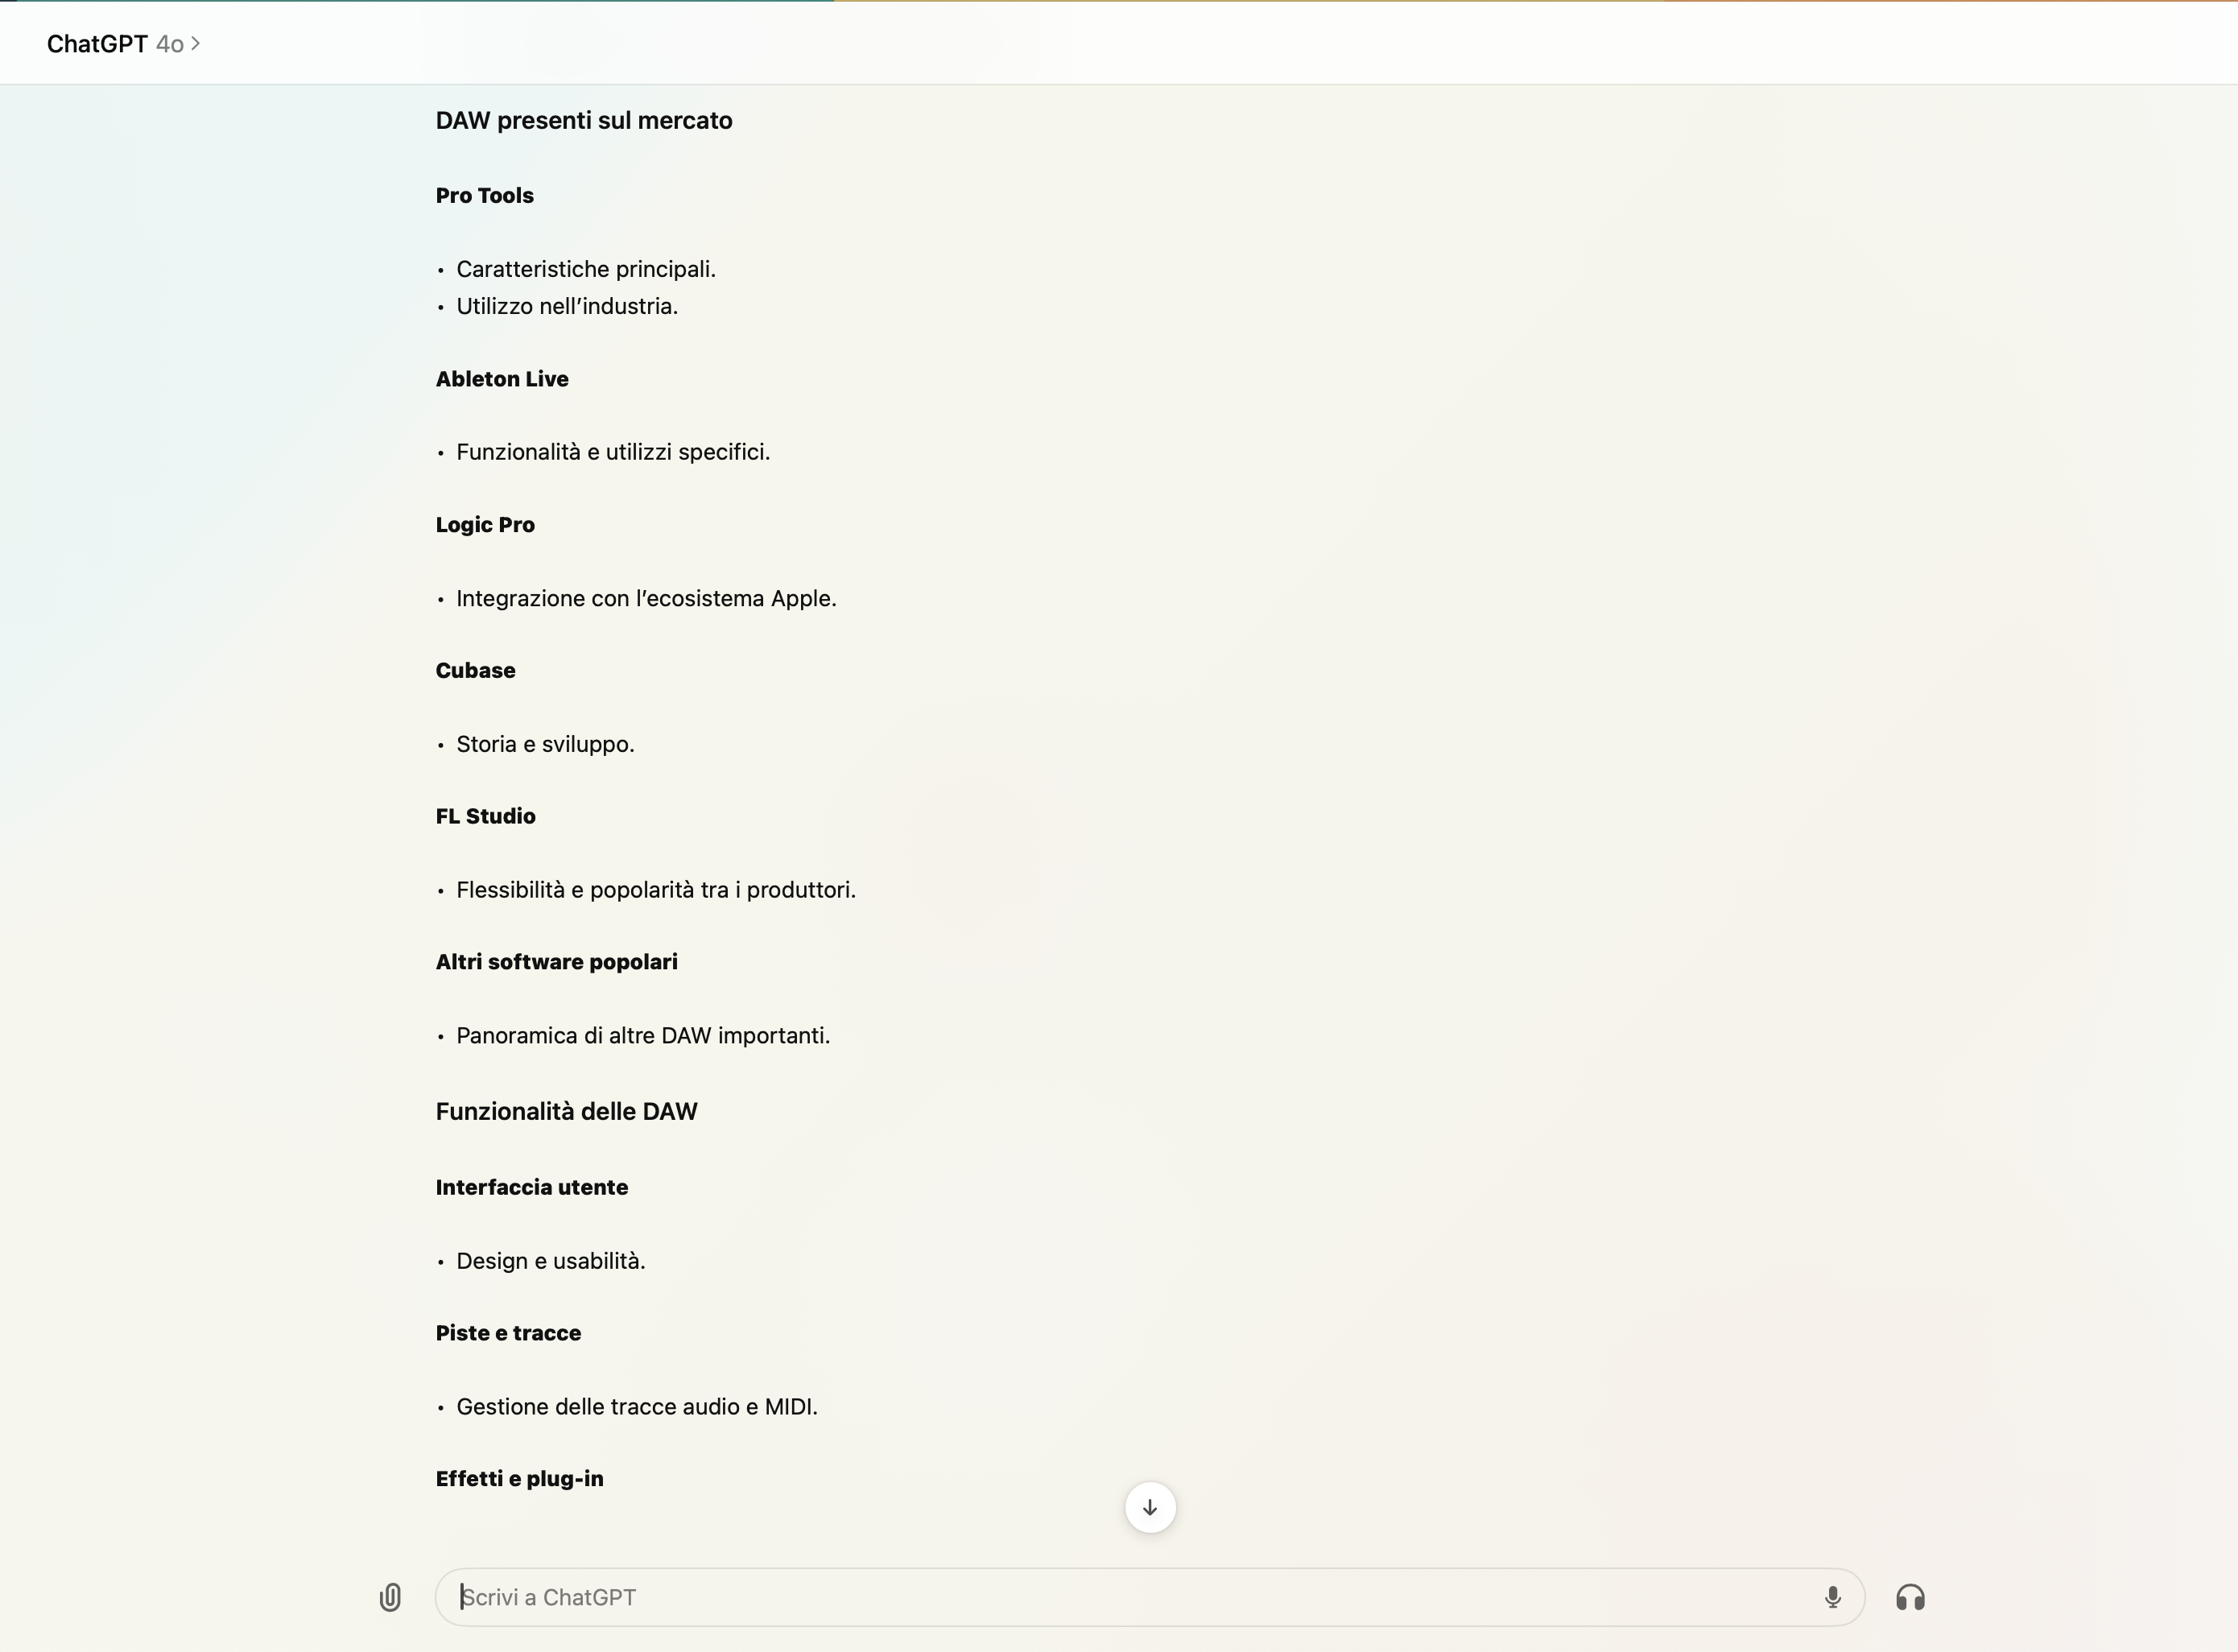 ChatGPT 4o >
DAW presenti sul mercato
Pro Tools
• Caratteristiche principali.
• Utilizzo nell’industria.
Ableton Live
• Funzionalità e utilizzi specifici.
Logic Pro
• Integrazione con l’ecosistema Apple.
Cubase
• Storia e sviluppo.
FL Studio
• Flessibilità e popolarità tra i produttori.
Altri software popolari
• Panoramica di altre DAW importanti.
Funzionalità delle DAW
Interfaccia utente
• Design e usabilità.
Piste e tracce
• Gestione delle tracce audio e MIDI.
Effetti e plug-in
Scrivi a ChatGPT